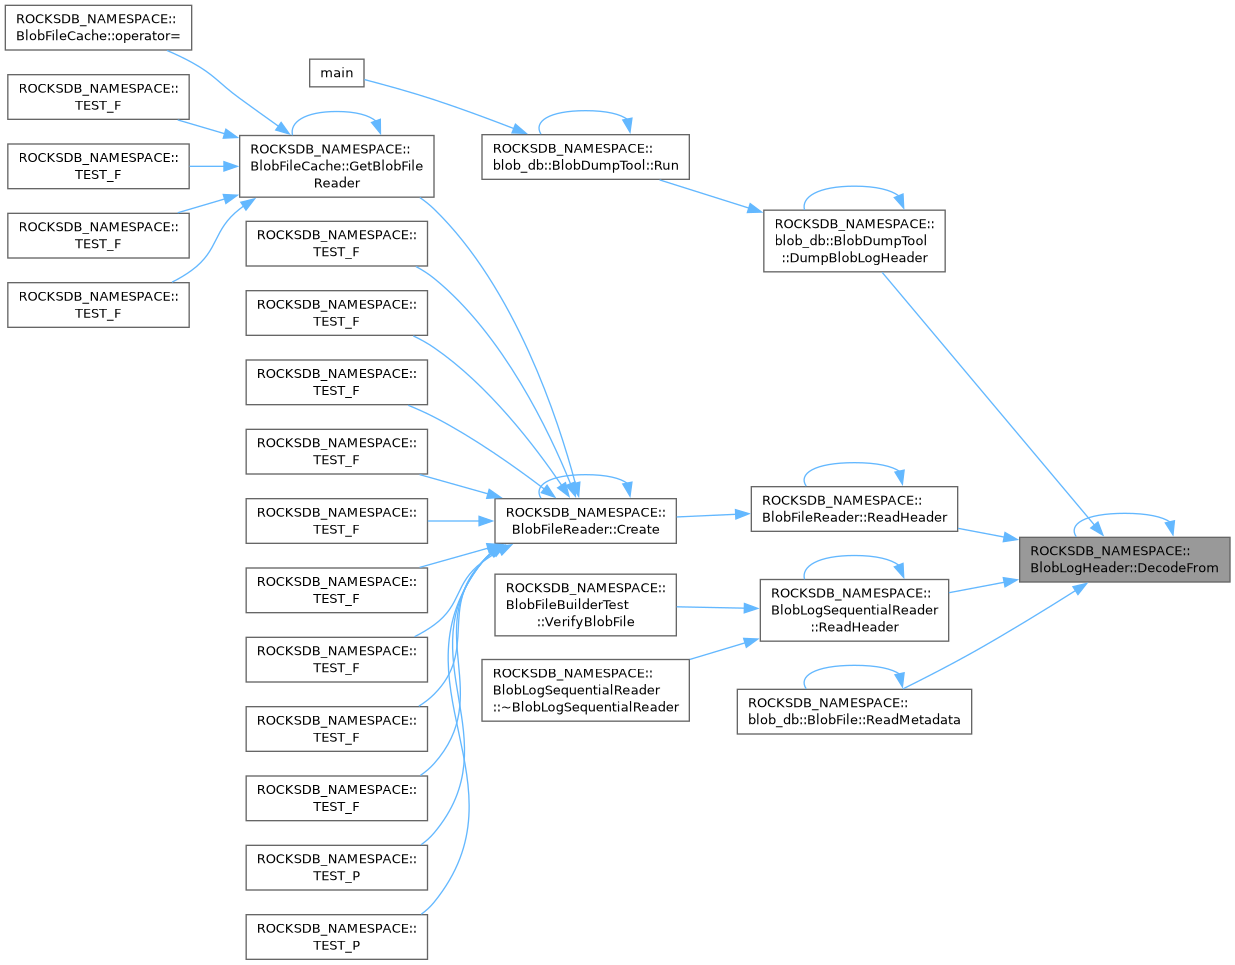 ROCKSDB_NAMESPACE::
BlobFileCache::operator=
ROCKSDB_NAMESPACE::
TEST_F
ROCKSDB_NAMESPACE::
TEST_F
ROCKSDB_NAMESPACE::
TEST_F
ROCKSDB_NAMESPACE::
TEST_F
main
ROCKSDB_NAMESPACE::
BlobFileCache::GetBlobFile
Reader
ROCKSDB_NAMESPACE::
TEST_F
ROCKSDB_NAMESPACE::
TEST_F
ROCKSDB_NAMESPACE::
TEST_F
ROCKSDB_NAMESPACE::
TEST_F
ROCKSDB_NAMESPACE::
TEST_F
ROCKSDB_NAMESPACE::
TEST_F
ROCKSDB_NAMESPACE::
TEST_F
ROCKSDB_NAMESPACE::
TEST_F
ROCKSDB_NAMESPACE::
TEST_F
ROCKSDB_NAMESPACE::
TEST_P
ROCKSDB_NAMESPACE::
TEST_P
ROCKSDB_NAMESPACE::
blob_db::BlobDumpTool::Run
ROCKSDB_NAMESPACE::
BlobFileReader::Create
ROCKSDB_NAMESPACE::
BlobFileBuilderTest
::VerifyBlobFile
ROCKSDB_NAMESPACE::
BlobLogSequentialReader
::~BlobLogSequentialReader
ROCKSDB_NAMESPACE::
blob_db::BlobDumpTool
::DumpBlobLogHeader
ROCKSDB_NAMESPACE::
BlobFileReader::ReadHeader
ROCKSDB_NAMESPACE::
BlobLogSequentialReader
::ReadHeader
ROCKSDB_NAMESPACE::
blob_db::BlobFile::ReadMetadata
ROCKSDB_NAMESPACE::
BlobLogHeader::DecodeFrom